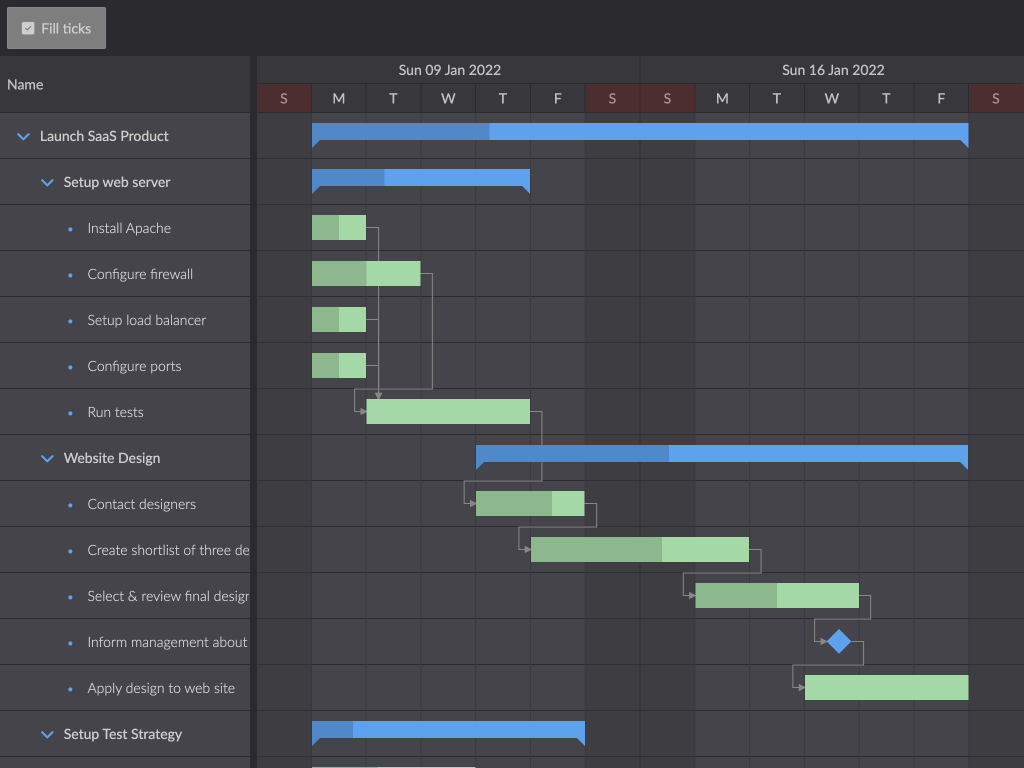 Fill ticks
Name
Sun 09 Jan 2022
Sun 16 Jan 2022
S M T W T F S S M T W T F S
Launch SaaS Product
Setup web server
Install Apache
Configure firewall
Setup load balancer
Configure ports
Run tests
Website Design
Contact designers
Create shortlist of three de
Select & review final desigr
Inform management about
Apply design to web site
Setup Test Strategy